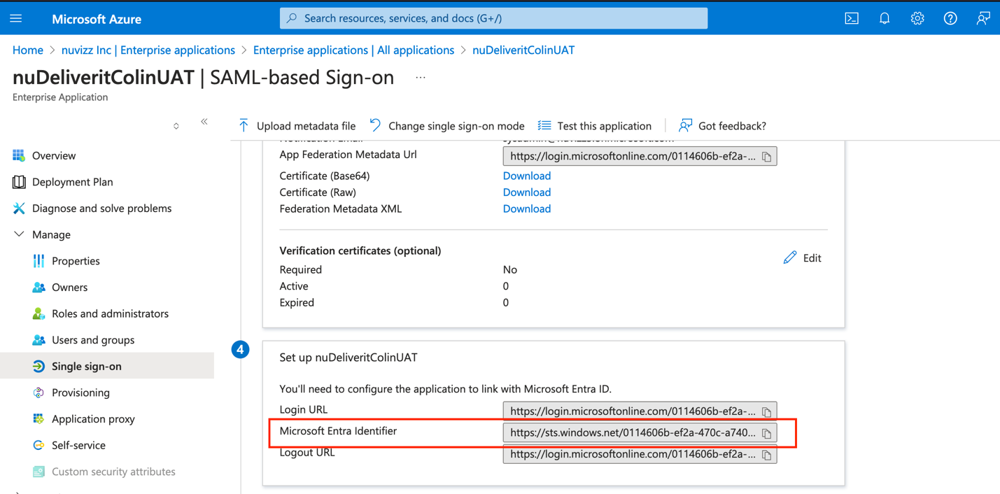 Microsoft Azure
Search resources, services, and docs (G+/)
Home > nuvizz Inc | Enterprise applications > Enterprise applications | All applications > nuDeliveritColinUAT
nuDeliveritColinUAT | SAML-based Sign-on ...
Enterprise Application
Upload metadata file
Change single sign-on mode
Test this application
Got feedback?
Overview
Deployment Plan
Diagnose and solve problems
Manage
Properties
Owners
Roles and administrators
Users and groups
Single sign-on
Provisioning
Application proxy
Self-service
Custom security attributes
Notification Email
App Federation Metadata Url https://login.microsoftonline.com/0114606b-ef2a-...
Certificate (Base64) Download
Certificate (Raw) Download
Federation Metadata XML Download
Verification certificates (optional)
Edit
Required No
Active 0
Expired 0
4
Set up nuDeliveritColinUAT
You'll need to configure the application to link with Microsoft Entra ID.
Login URL https://login.microsoftonline.com/0114606b-ef2a-...
Microsoft Entra Identifier https://sts.windows.net/0114606b-ef2a-470c-a740...
Logout URL https://login.microsoftonline.com/0114606b-ef2a-...